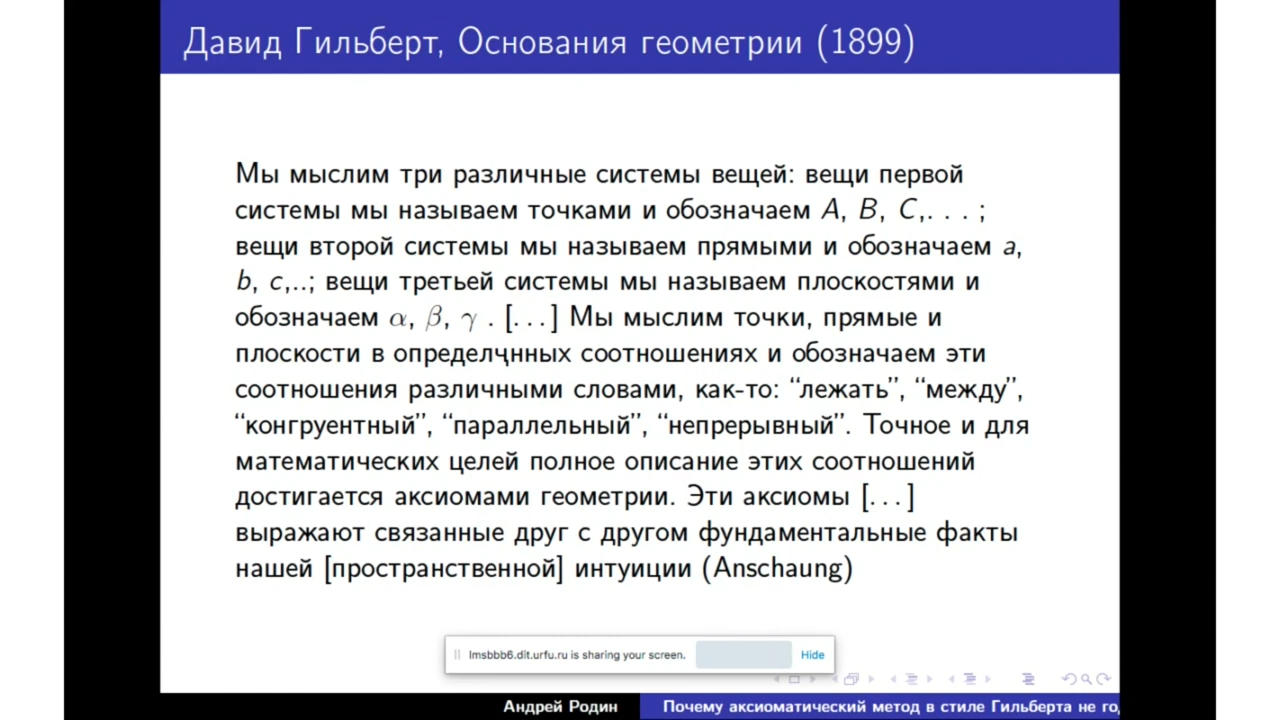 Давид Гильберт, Основания геометрии (1899)
Мы мыслим три различные системы вещей: вещи первой
системы мы называем точками и обозначаем A, B, C,. . . ;
вещи второй системы мы называем прямыми и обозначаем a,
b, c,..; вещи третьей системы мы называем плоскостями и
обозначаем α, β, γ . [. . . ] Мы мыслим точки, прямые и
плоскости в определҷнных соотношениях и обозначаем эти
соотношения различными словами, как-то: “лежать”, “между”,
“конгруентный”, “параллельный”, “непрерывный”. Точное и для
математических целей полное описание этих соотношений
достигается аксиомами геометрии. Эти аксиомы [. . . ]
выражают связанные друг с другом фундаментальные факты
нашей [пространственной] интуиции (Anschaung)
lmsbbb6.dit.urfu.ru is sharing your screen. Hide
Андрей Родин Почему аксиоматический метод в стиле Гильберта не го